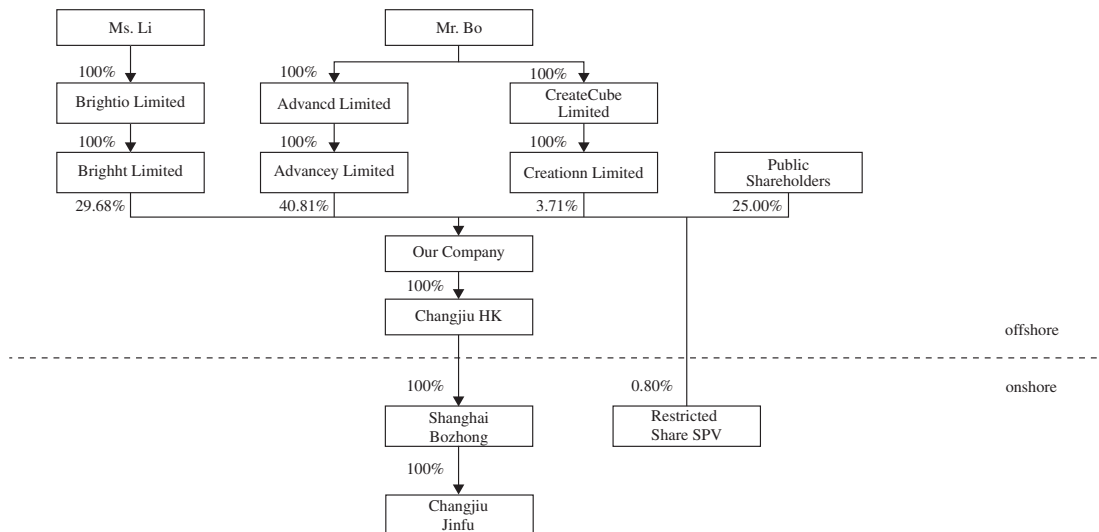 Ms. Li
Mr. Bo
100%
100%
100%
Brightio Limited
Advancd Limited
CreateCube
Limited
100%
100%
100%
Brighht Limited
Advancey Limited
Creationn Limited
Public
Shareholders
29.68%
40.81%
3.71%
25.00%
Our Company
100%
Changjiu HK
offshore
100%
0.80%
onshore
Shanghai
Bozhong
Restricted
Share SPV
100%
Changjiu
Jinfu